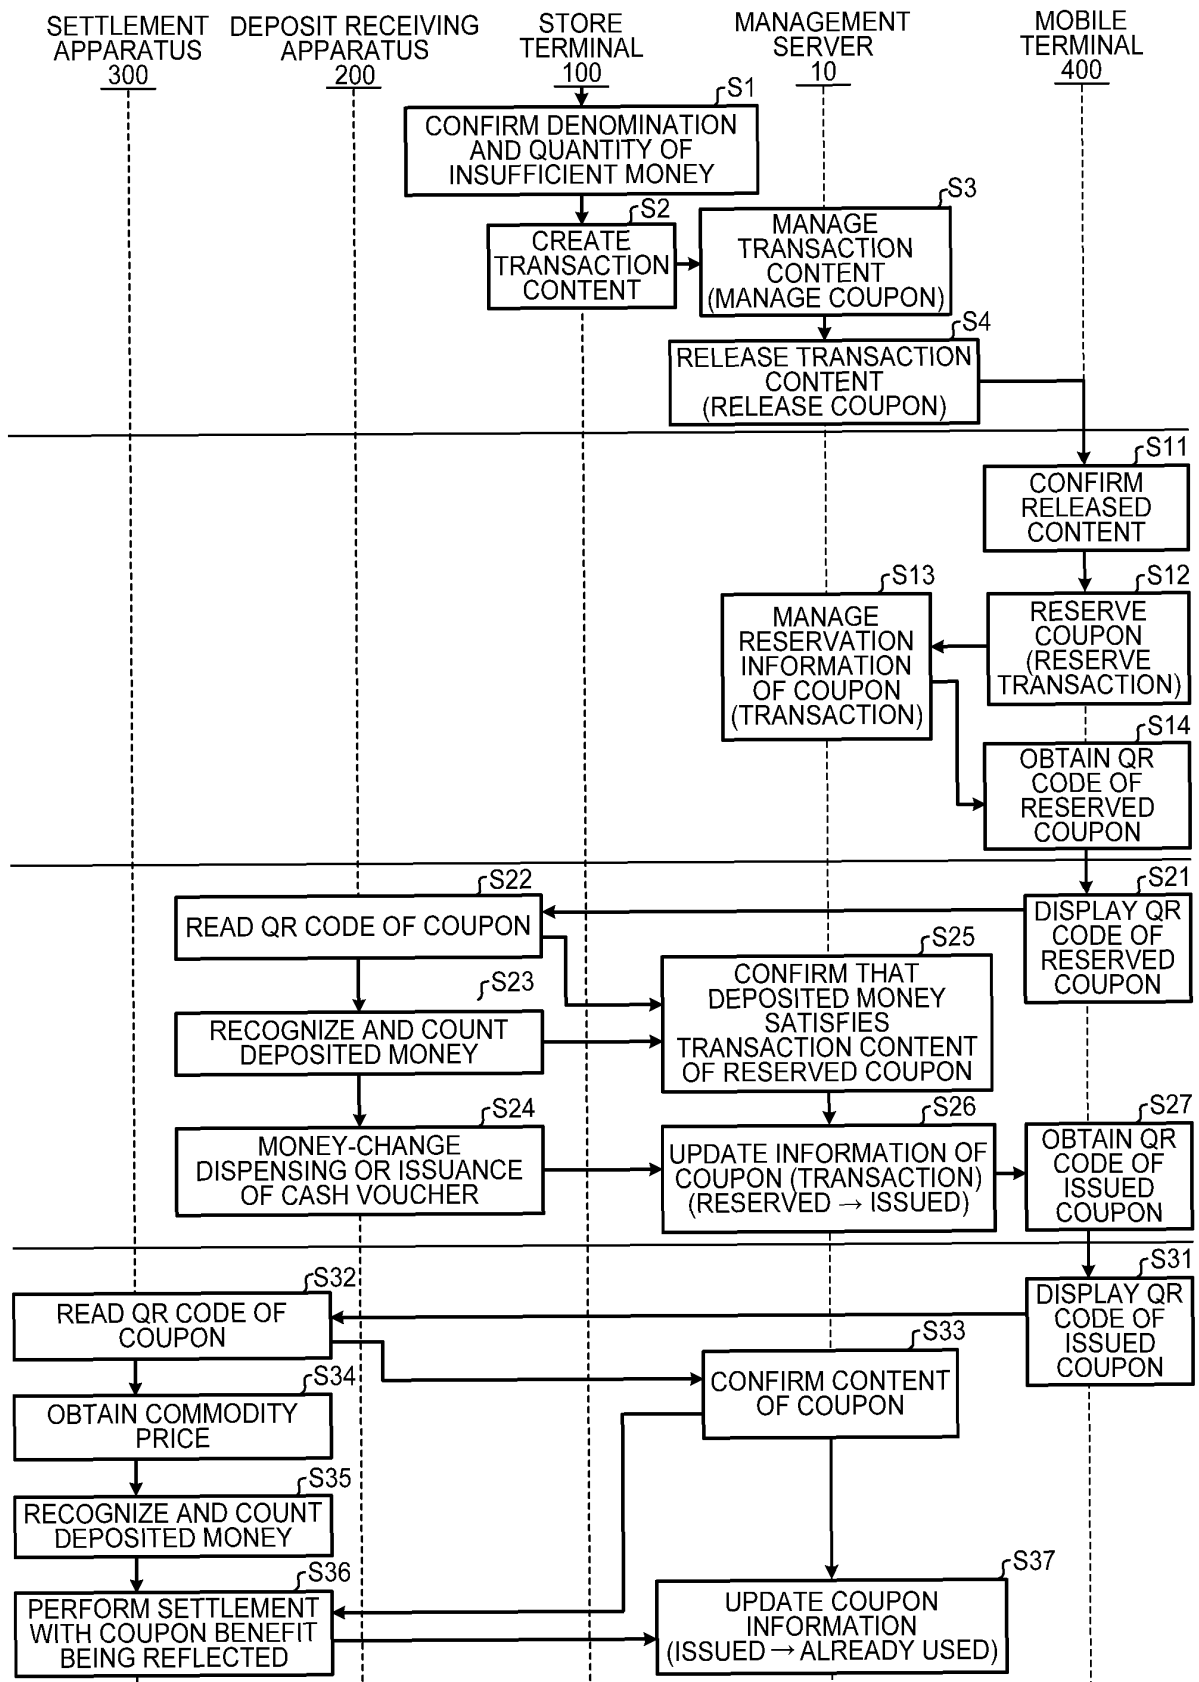 SETTLEMENT
APPARATUS
300
DEPOSIT RECEIVING
APPARATUS
200
STORE
TERMINAL
100
MANAGEMENT
SERVER
10
MOBILE
TERMINAL
400
S1
CONFIRM DENOMINATION
AND QUANTITY OF
INSUFFICIENT MONEY
S2
CREATE
TRANSACTION
CONTENT
S3
MANAGE
TRANSACTION
CONTENT
(MANAGE COUPON)
S4
RELEASE TRANSACTION
CONTENT
(RELEASE COUPON)
S11
CONFIRM
RELEASED
CONTENT
S12
RESERVE
COUPON
(RESERVE
TRANSACTION)
S13
MANAGE
RESERVATION
INFORMATION
OF COUPON
(TRANSACTION)
S14
OBTAIN QR
CODE OF
RESERVED
COUPON
S21
DISPLAY QR
CODE OF
RESERVED
COUPON
S22
READ QR CODE OF COUPON
S23
RECOGNIZE AND COUNT
DEPOSITED MONEY
S25
CONFIRM THAT
DEPOSITED MONEY
SATISFIES
TRANSACTION CONTENT
OF RESERVED COUPON
S24
MONEY-CHANGE
DISPENSING OR ISSUANCE
OF CASH VOUCHER
S26
UPDATE INFORMATION OF
COUPON (TRANSACTION)
(RESERVED → ISSUED)
S27
OBTAIN QR
CODE OF
ISSUED
COUPON
S31
DISPLAY QR
CODE OF
ISSUED
COUPON
S32
READ QR CODE OF
COUPON
S33
CONFIRM CONTENT
OF COUPON
S34
OBTAIN COMMODITY
PRICE
S35
RECOGNIZE AND COUNT
DEPOSITED MONEY
S36
PERFORM SETTLEMENT
WITH COUPON BENEFIT
BEING REFLECTED
S37
UPDATE COUPON
INFORMATION
(ISSUED → ALREADY USED)